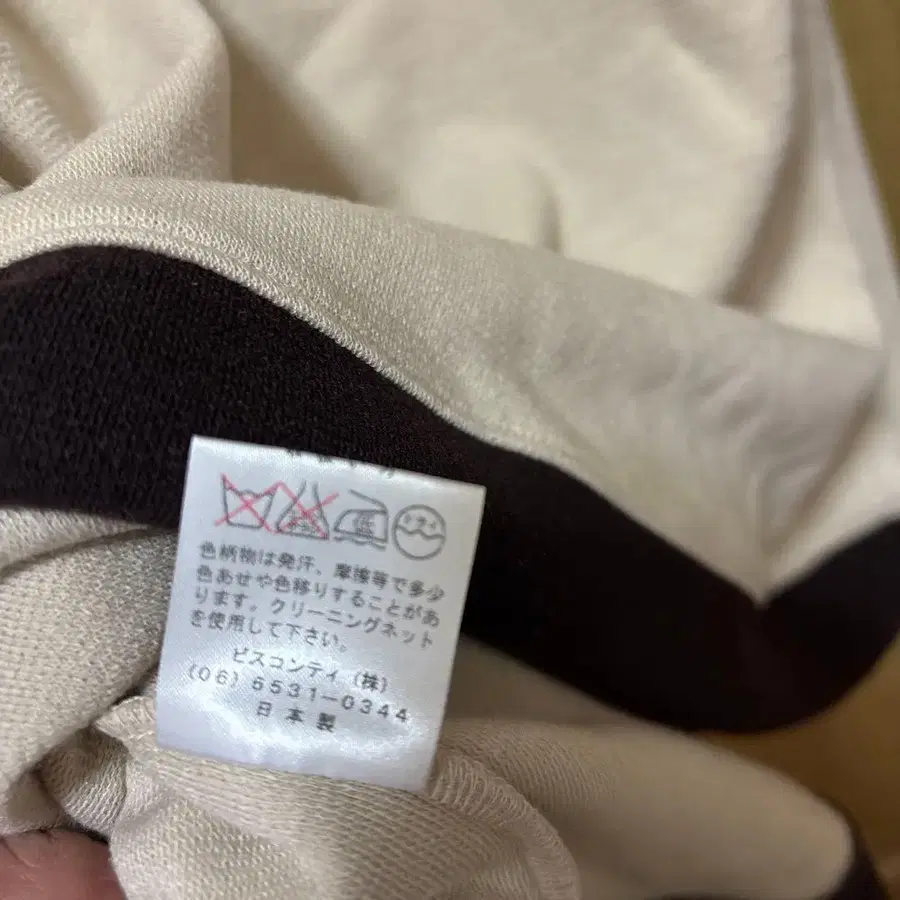 低
色柄物は発汗、摩擦等で多少
色あせや色移りすることがあ
ります。クリーニングネット
を使用して下さい。
ビスコンティ(株)
(06)6531-0344
日本製